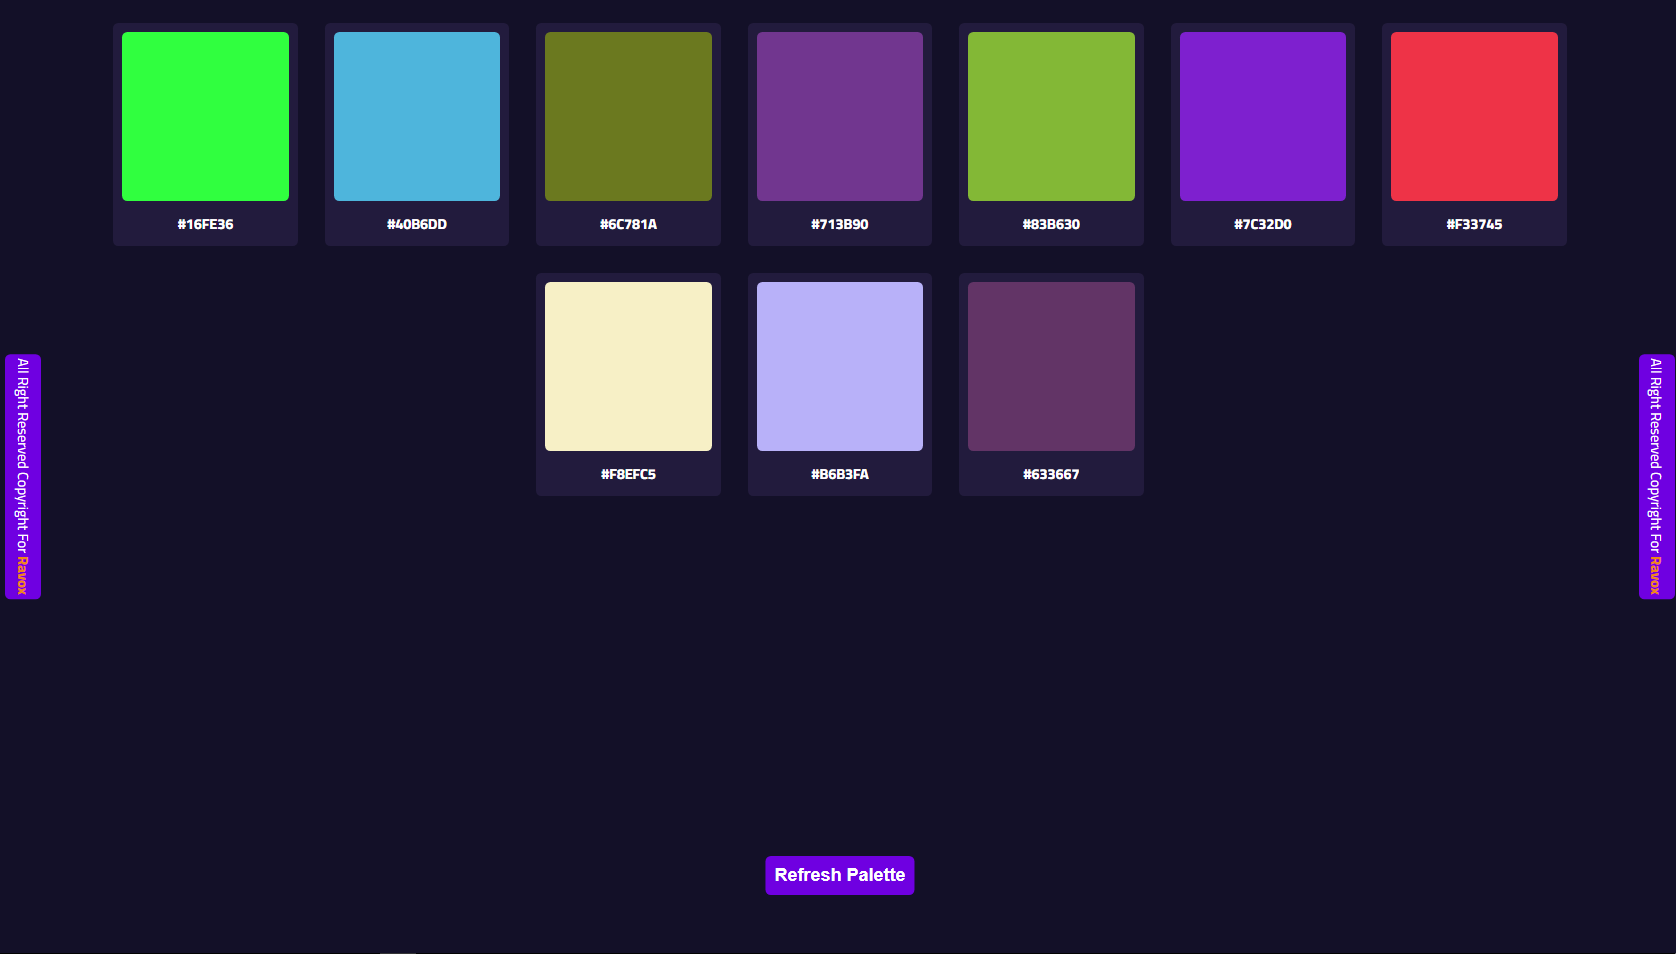 #16FE36
#40B6DD
#6C781A
#713B90
#83B630
#7C32D0
#F33745
#F8EFC5
#B6B3FA
#633667
All Right Reserved Copyright For Ravox
All Right Reserved Copyright For Ravox
Refresh Palette